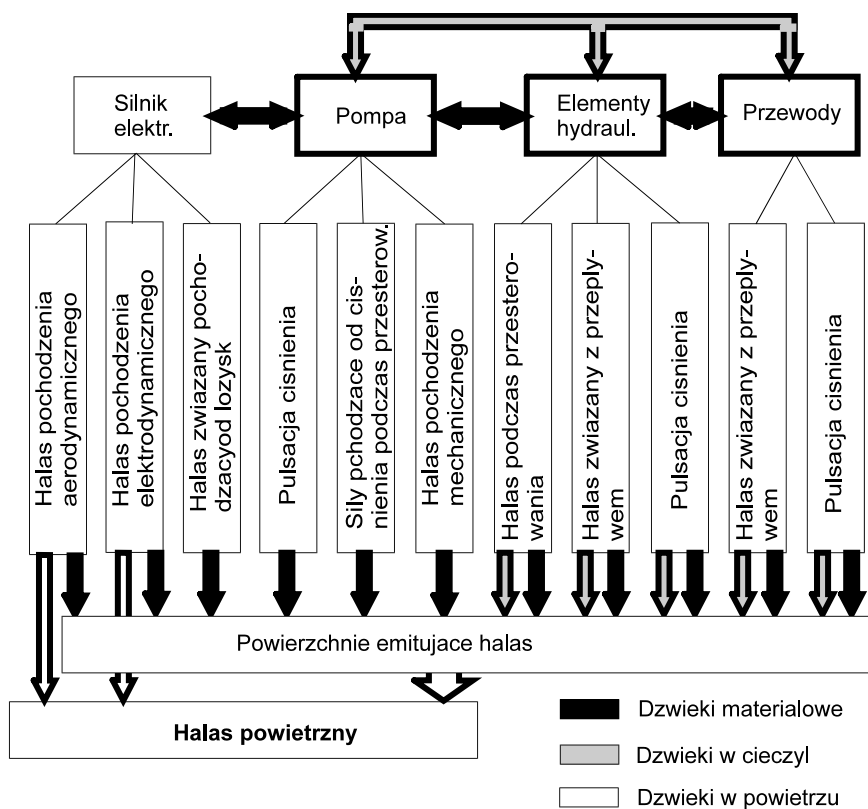 Silnik
elektr.
Pompa
Elementy
hydraul.
Przewody
Halas pochodzenia
aerodynamicznego
Halas pochodzenia
elektrodynamicznego
Halas zwiazany pocho-
dzacyod lozysk
Pulsacja cisnienia
Sily pchodzace od cis-
nienia podczas przesterow.
Halas pochodzenia
mechanicznego
Halas podczas przestero-
wania
Halas zwiazany z przeply-
wem
Pulsacja cisnienia
Halas zwiazany z przeply-
wem
Pulsacja cisnienia
Powierzchnie emitujace halas
Halas powietrzny
Dzwieki materialowe
Dzwieki w cieczyl
Dzwieki w powietrzu